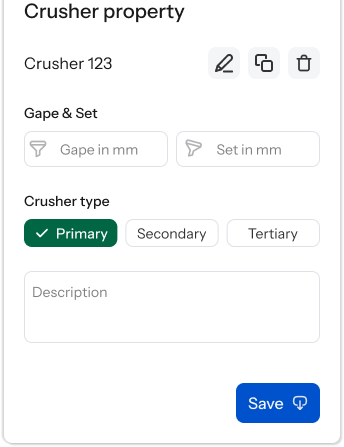 Crusher property
Crusher 123
Gape & Set
Gape in mm
Set in mm
Crusher type
Primary
Secondary
Tertiary
Description
Save